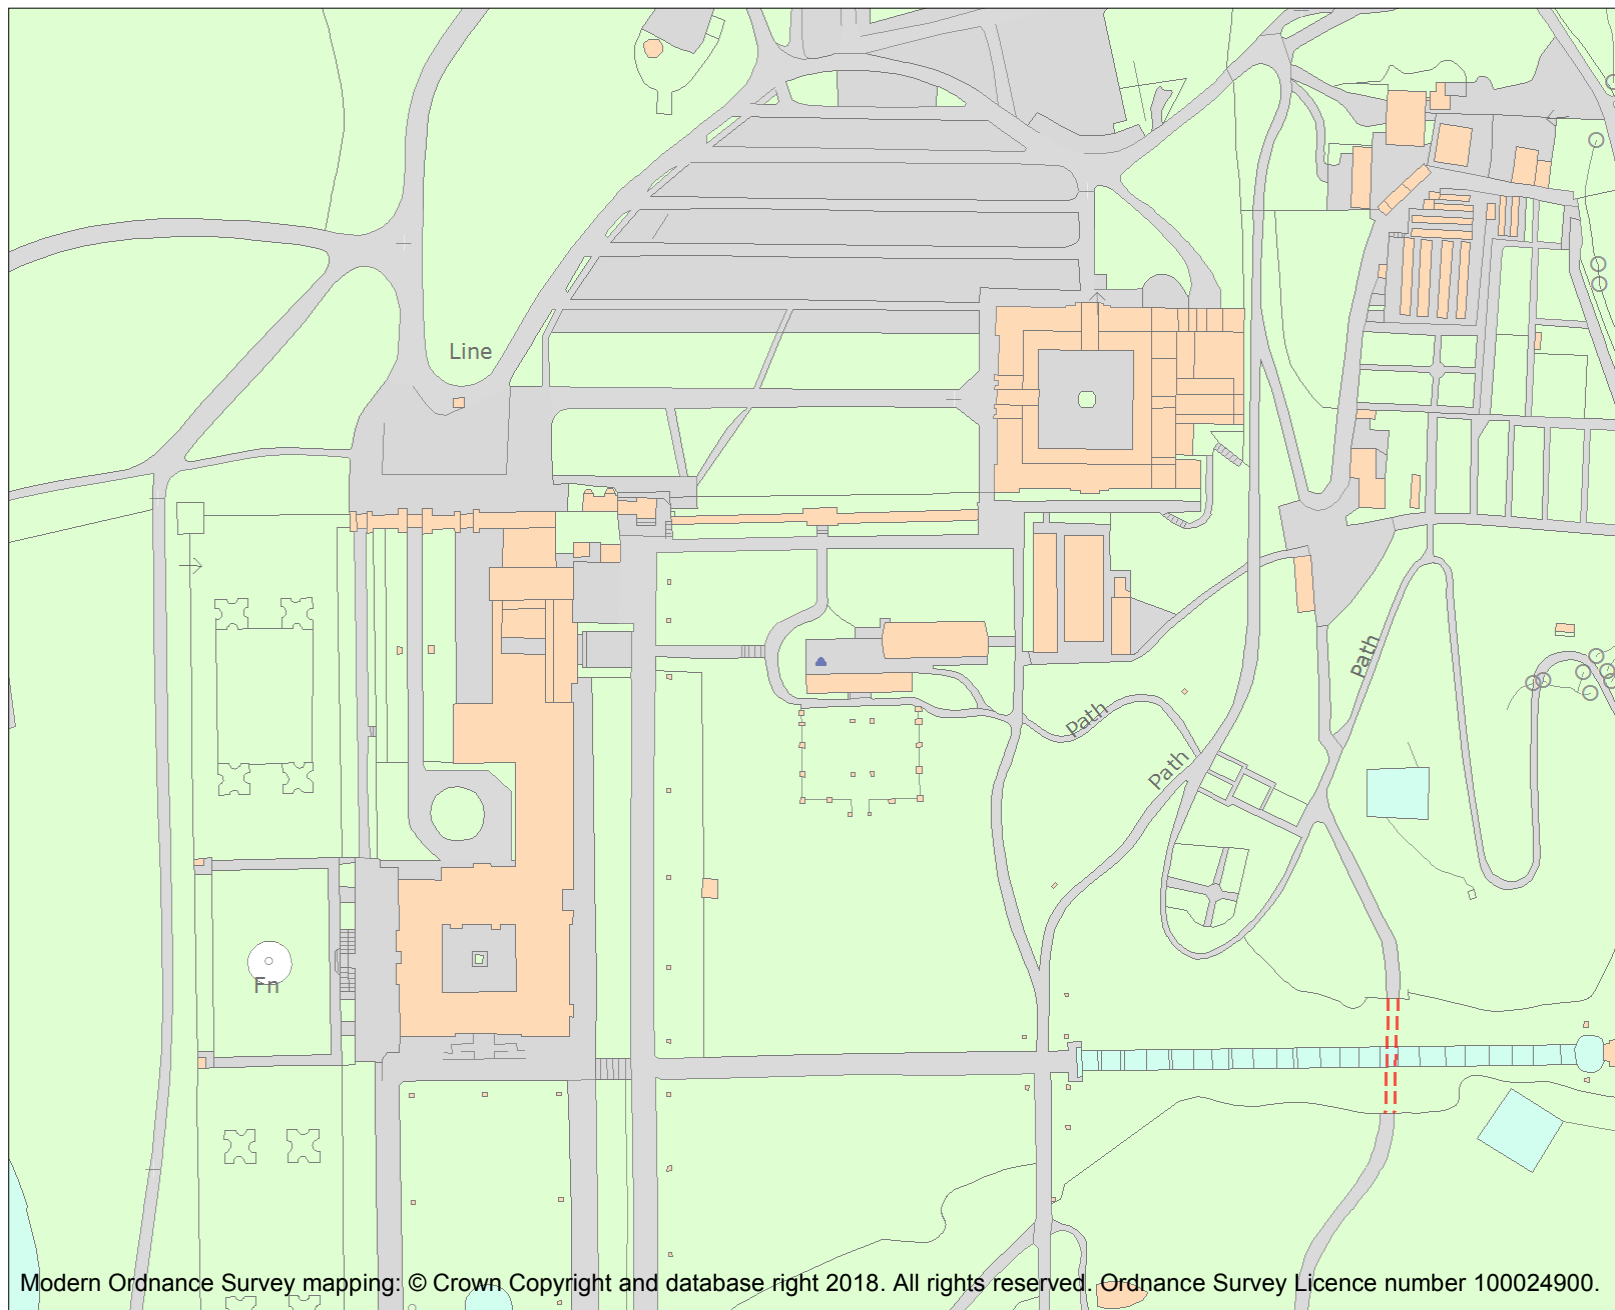 Line
Path
Path
Path
Fn
Modern Ordnance Survey mapping: © Crown Copyright and database right 2018. All rights reserved. Ordnance Survey Licence number 100024900.